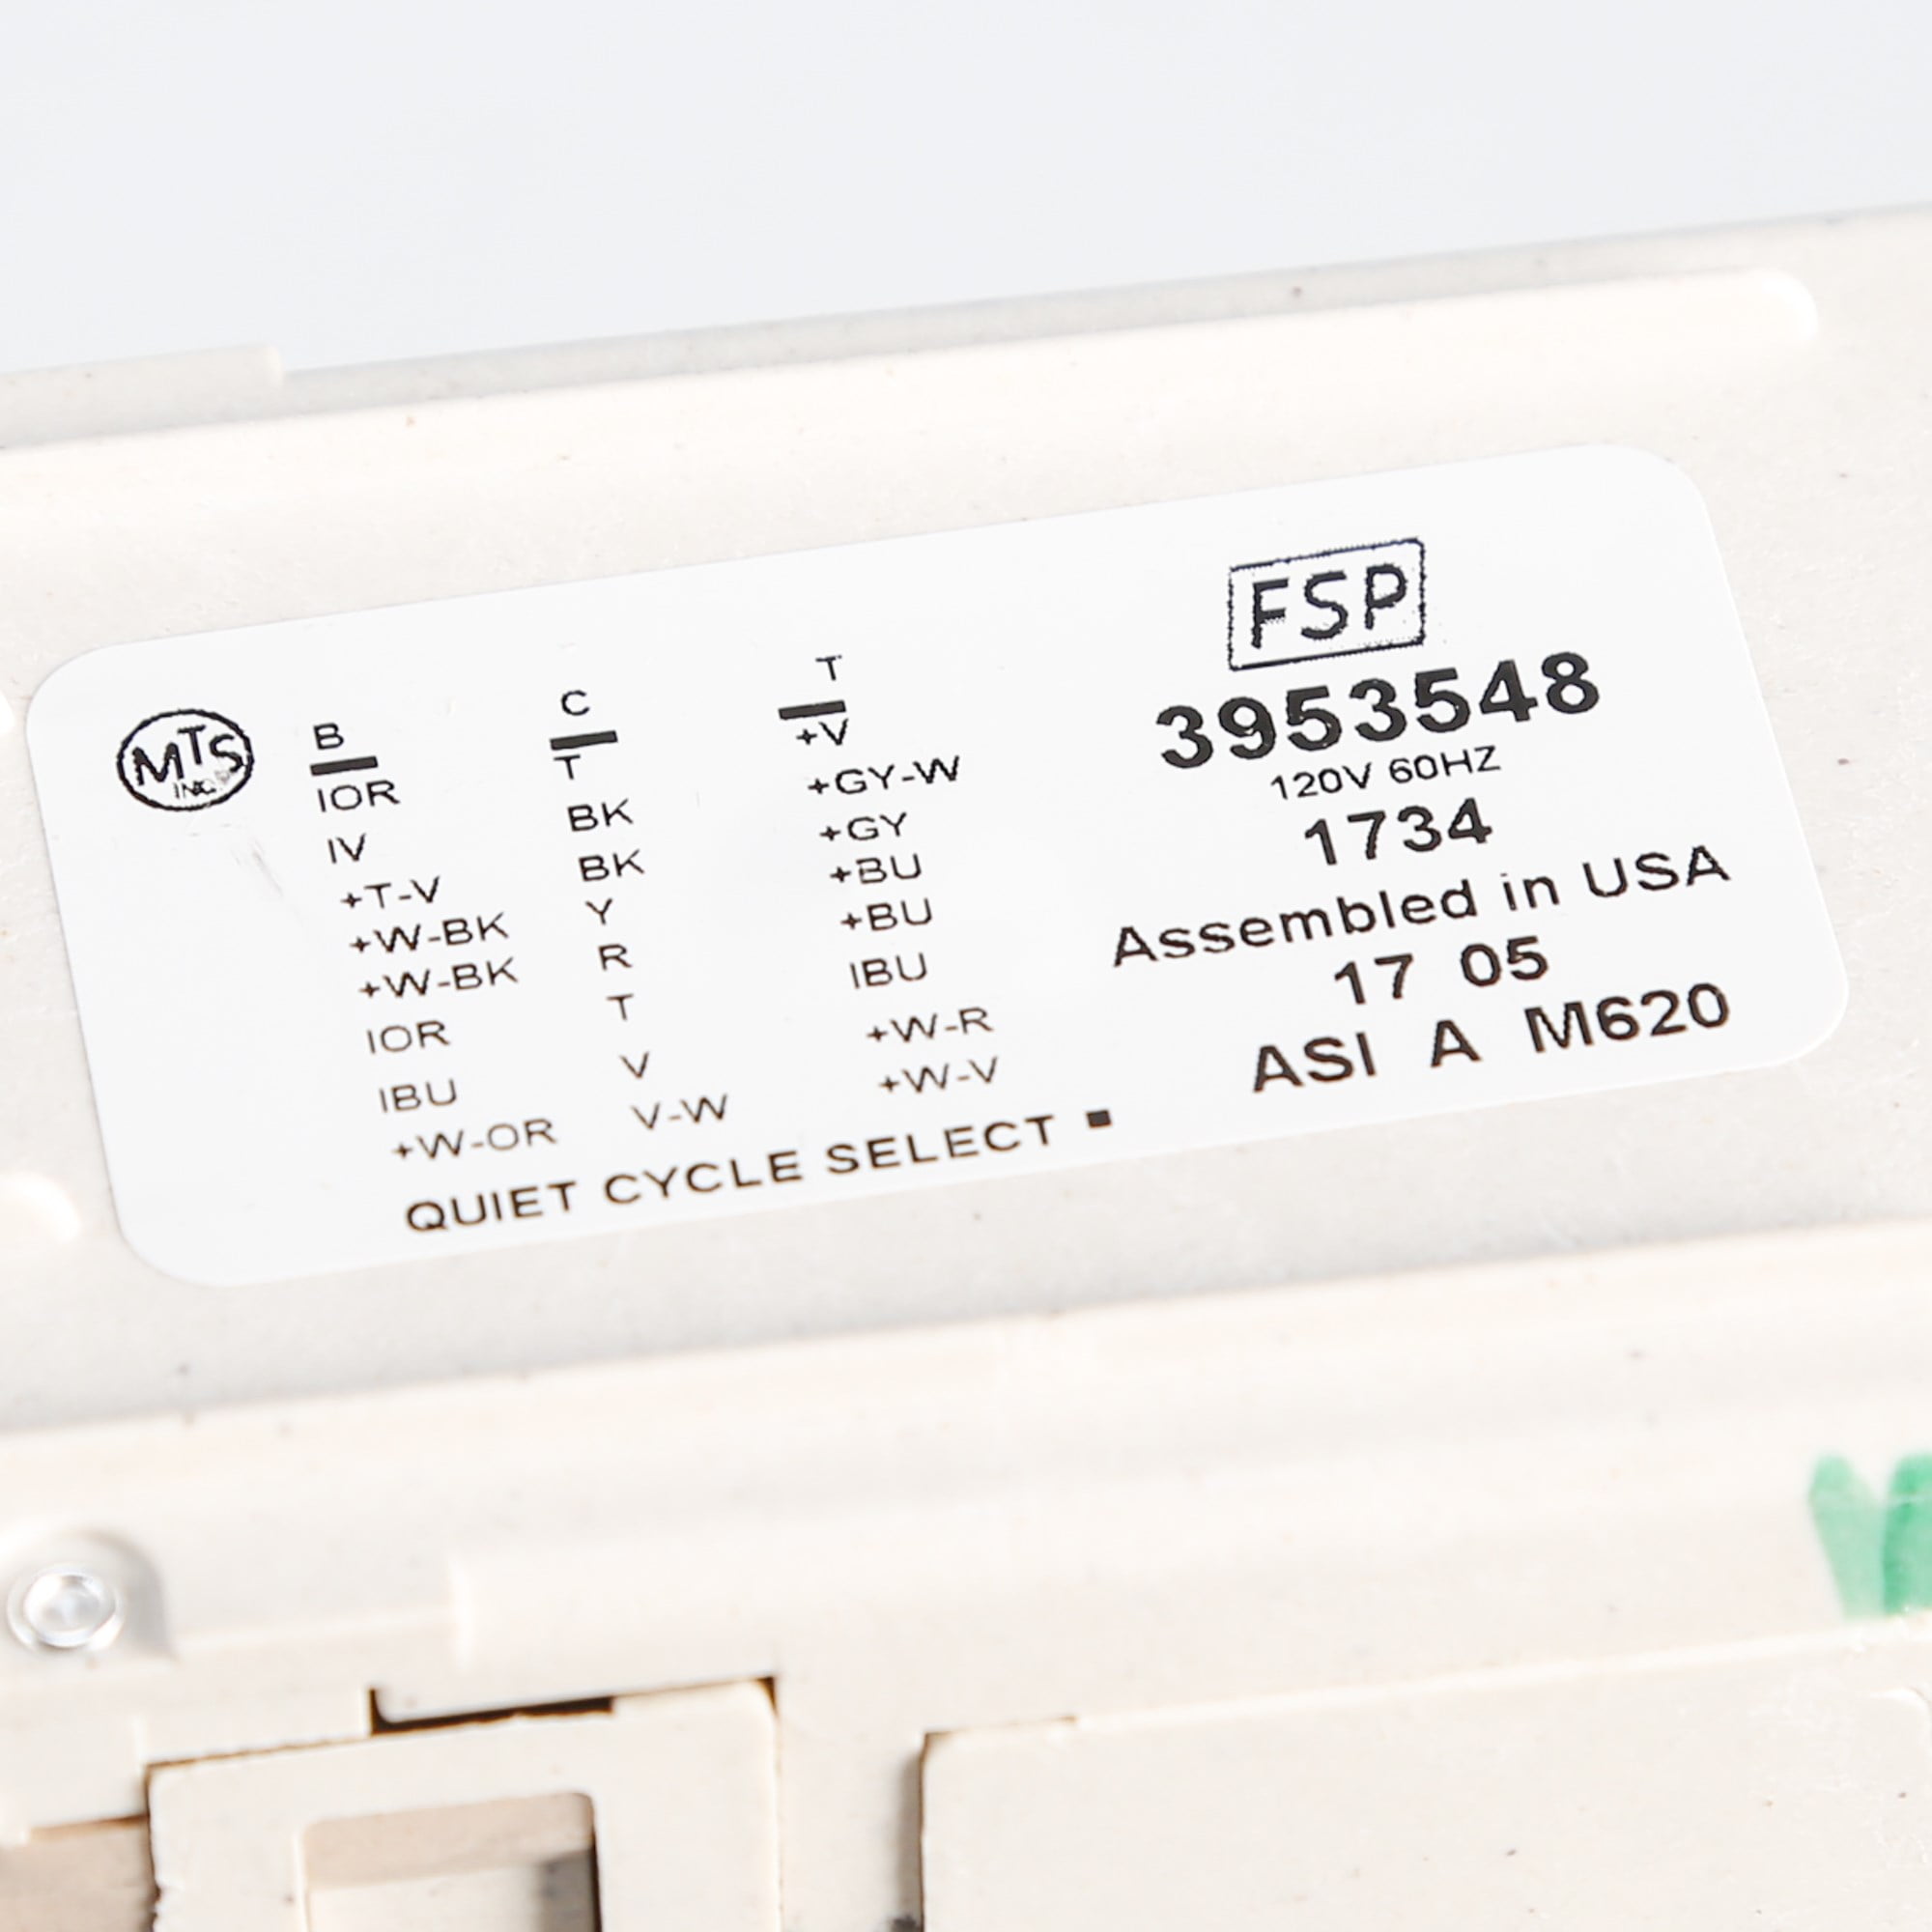 MTS
INC.
B C T
IOR T +V
IV BK +GY-W
+T-V BK +GY
+W-BK Y +BU
+W-BK R +BU
IOR T IBU
IBU V +W-R
+W-OR V-W +W-V
QUIET CYCLE SELECT
FSP
3953548
120V 60HZ
1734
Assembled in USA
17 05
ASI A M620